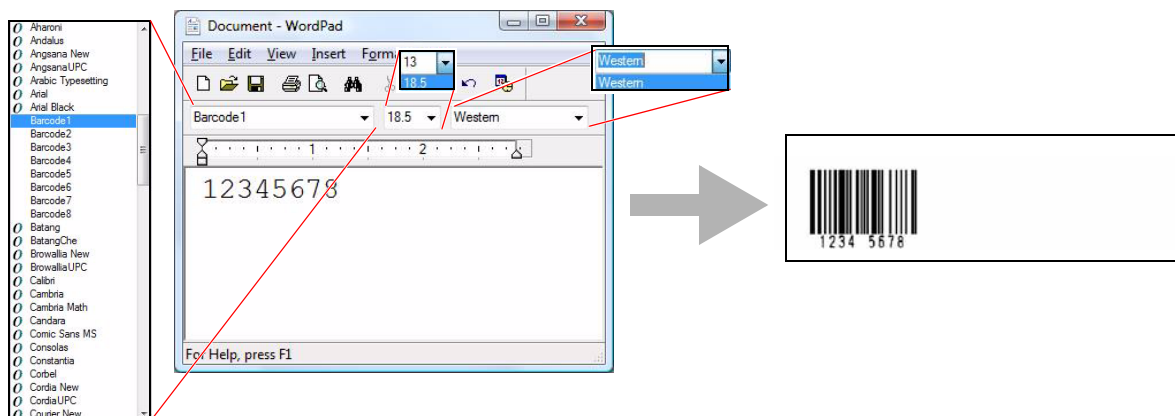 Aharoni
Andalus
Angsana New
AngsanaUPC
Arabic Typesetting
Arial
Arial Black
Barcode1
Barcode2
Barcode3
Barcode4
Barcode5
Barcode6
Barcode7
Barcode8
Batang
BatangChe
Browallia New
BrowalliaUPC
Calibri
Cambria
Cambria Math
Candara
Comic Sans MS
Consolas
Constantia
Corbel
Cordia New
CordiaUPC
Courier New
Document - WordPad
File Edit View Insert Form
13
18.5
Western
Western
Barcode1 18.5 Western
1 2
12345678
For Help, press F1
1234 5678